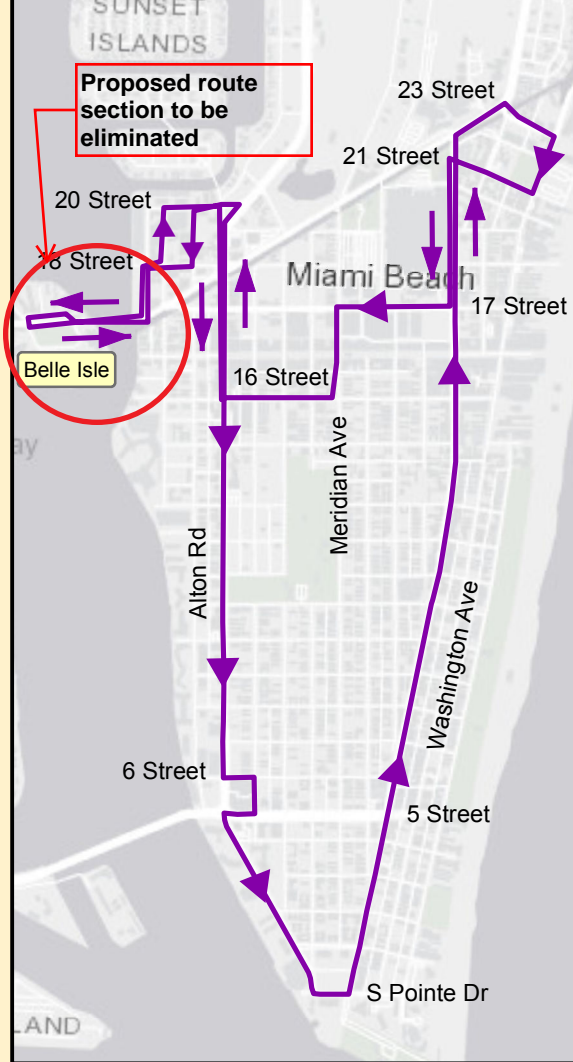 SUNSET
ISLANDS
Proposed route
section to be
eliminated
23 Street
21 Street
20 Street
18 Street
Miami Beach
17 Street
Belle Isle
16 Street
ay
Meridian Ave
Alton Rd
Washington Ave
6 Street
5 Street
S Pointe Dr
LAND